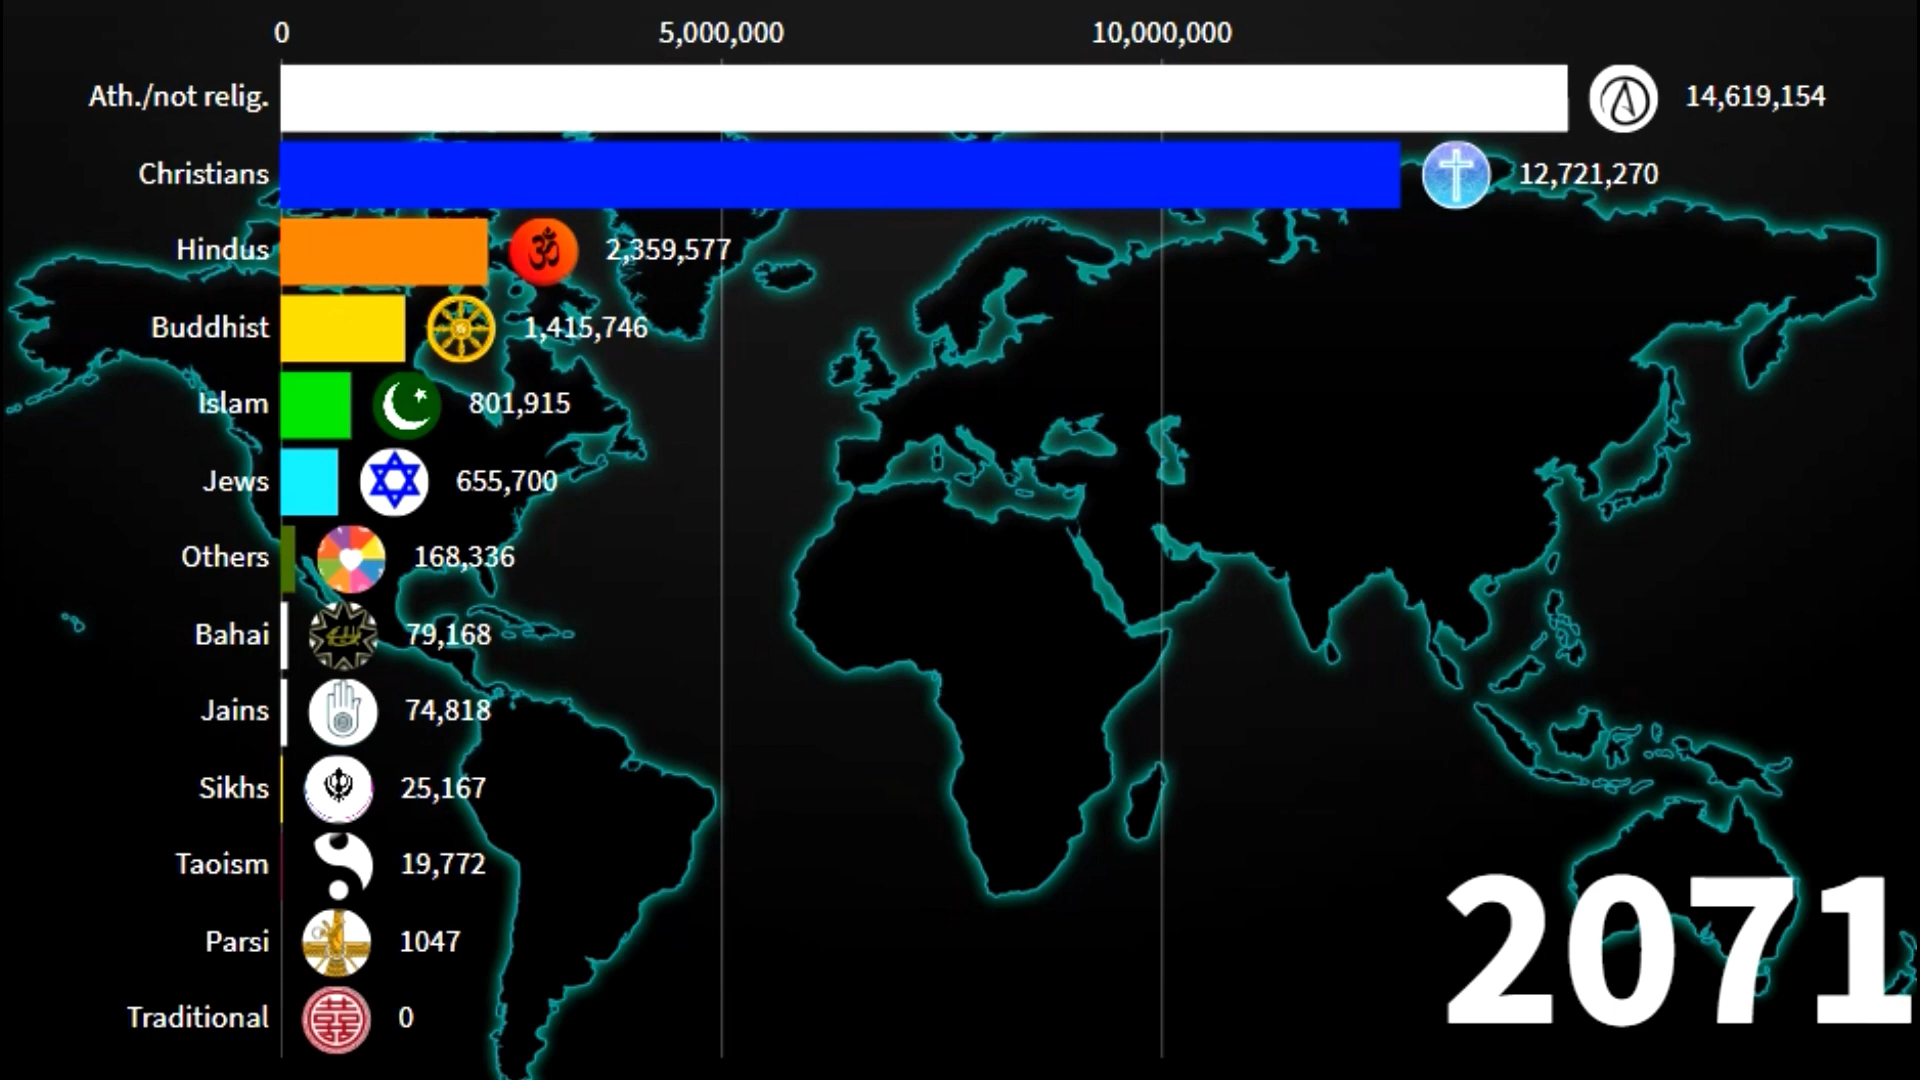 0 5,000,000 10,000,000
Ath./not relig. 14,619,154
Christians 12,721,270
Hindus 2,359,577
Buddhist 1,415,746
Islam 801,915
Jews 655,700
Others 168,336
Bahai 79,168
Jains 74,818
Sikhs 25,167
Taoism 19,772
Parsi 1047
Traditional 0
2071